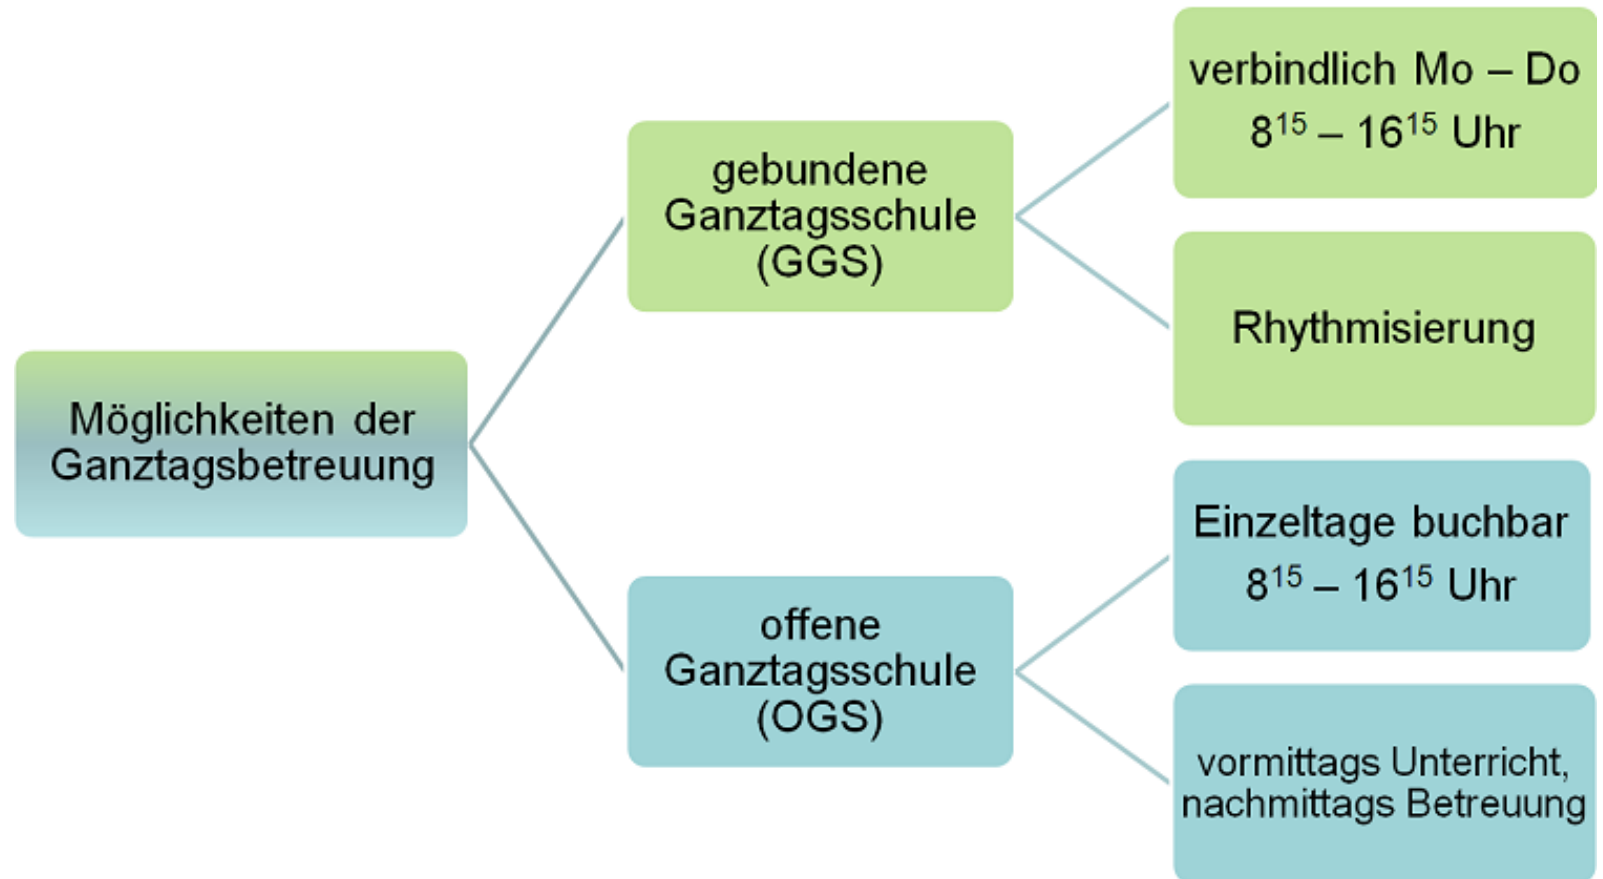 Möglichkeiten der
Ganztagsbetreuung
gebundene
Ganztagsschule
(GGS)
verbindlich Mo – Do
8¹⁵ – 16¹⁵ Uhr
Rhythmisierung
offene
Ganztagsschule
(OGS)
Einzeltage buchbar
8¹⁵ – 16¹⁵ Uhr
vormittags Unterricht,
nachmittags Betreuung